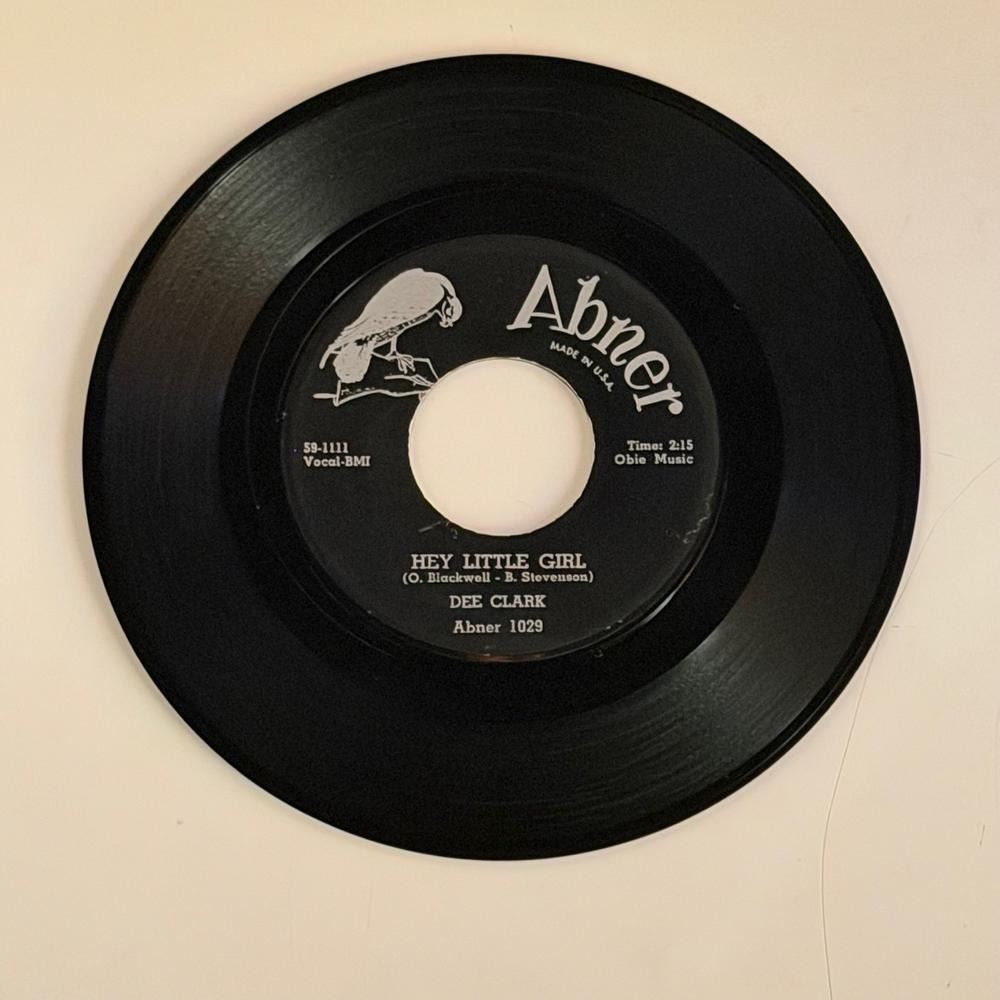 Abner
MADE IN U.S.A.
59-1111
Vocal-BMI
Time: 2:15
Obie Music
HEY LITTLE GIRL
(O. Blackwell - B. Stevenson)
DEE CLARK
Abner 1029